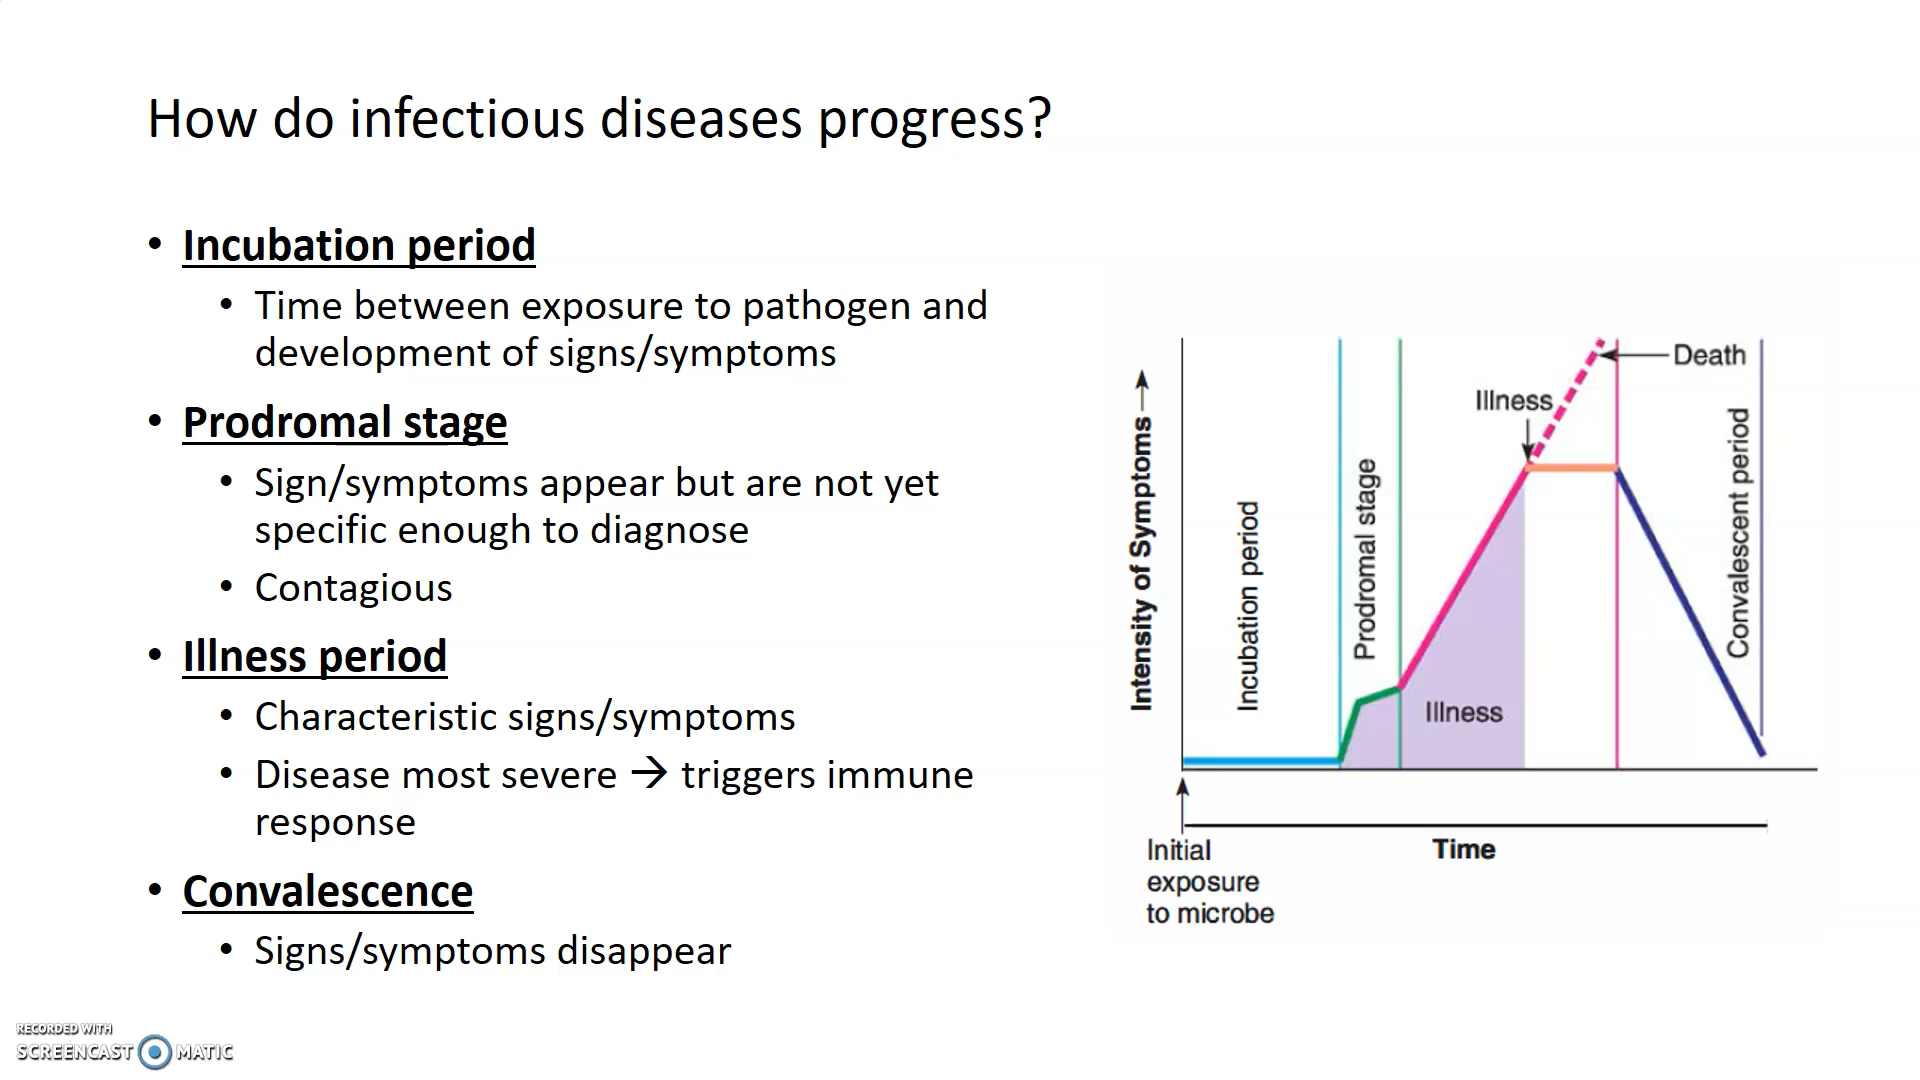 How do infectious diseases progress?
• Incubation period
• Time between exposure to pathogen and
development of signs/symptoms
• Prodromal stage
• Sign/symptoms appear but are not yet
specific enough to diagnose
• Contagious
• Illness period
• Characteristic signs/symptoms
• Disease most severe → triggers immune
response
• Convalescence
• Signs/symptoms disappear
Intensity of Symptoms →
Incubation period
Prodromal stage
Illness
Illness
Death
Convalescent period
Initial
exposure
to microbe
Time
RECORDED WITH
SCREENCAST MATIC